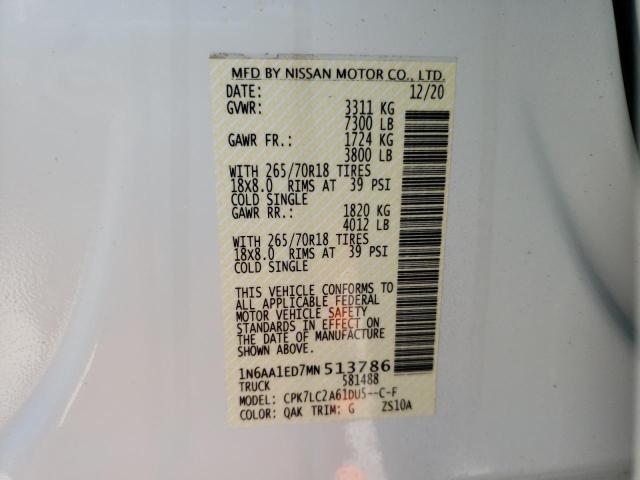 MFD BY NISSAN MOTOR CO., LTD.
DATE: 12/20
GVWR: 3311 KG
7300 LB
GAWR FR.: 1724 KG
3800 LB
WITH 265/70R18 TIRES
18X8.0 RIMS AT 39 PSI
COLD SINGLE
GAWR RR.: 1820 KG
4012 LB
WITH 265/70R18 TIRES
18X8.0 RIMS AT 39 PSI
COLD SINGLE
THIS VEHICLE CONFORMS TO
ALL APPLICABLE FEDERAL
MOTOR VEHICLE SAFETY
STANDARDS IN EFFECT ON
THE DATE OF MANUFACTURE
SHOWN ABOVE.
1N6AA1ED7MN513786
TRUCK 581488
MODEL: CPK7LC2A61DU5--C-F
COLOR: QAK TRIM: G ZS10A